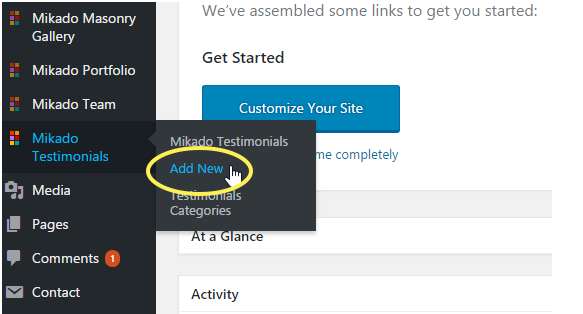 Mikado Masonry
Gallery
Mikado Portfolio
Mikado Team
Mikado
Testimonials
Media
Pages
Comments 1
Contact
Mikado Testimonials
Add New
Testimonials
Categories
We've assembled some links to get you started:
Get Started
Customize Your Site
me completely
At a Glance
Activity